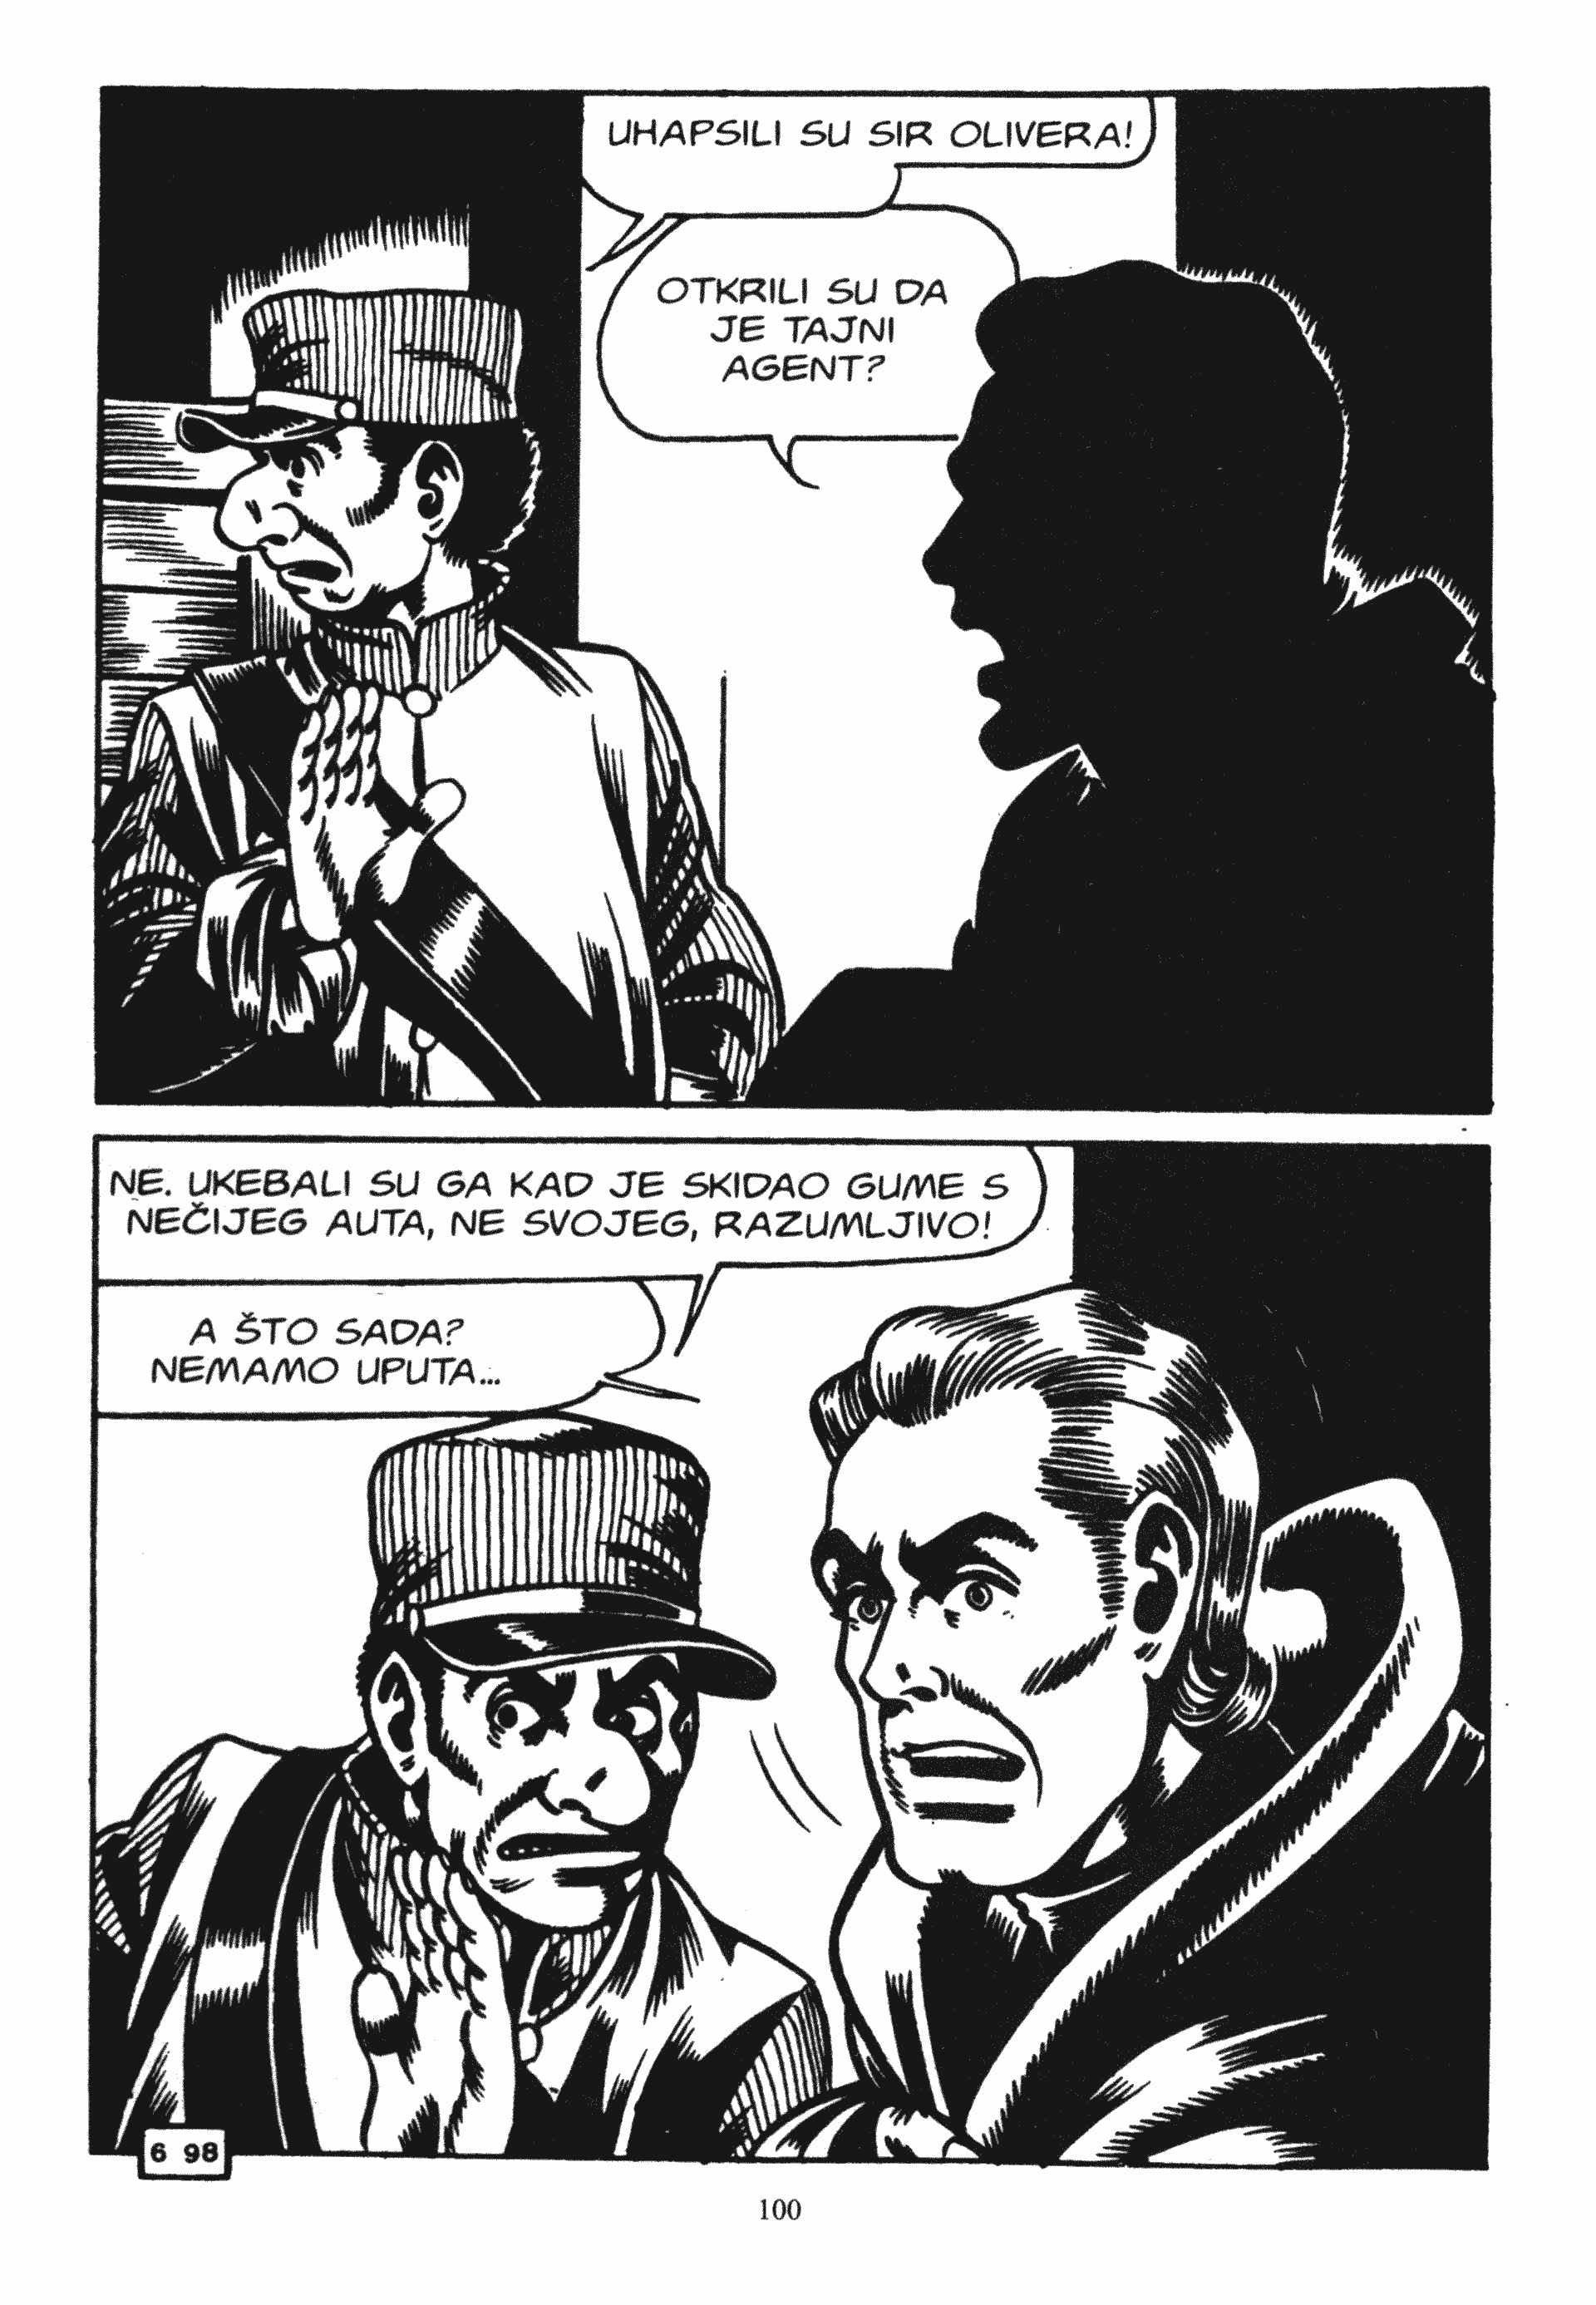 UHAPSILI SU SIR OLIVERA!
OTKRILI SU DA
JE TAJNI
AGENT?
NE. UKEBALI SU GA KAD JE SKIDAO GUME S
NEČIJEG AUTA, NE SVOJEG, RAZUMLJIVO!
A ŠTO SADA?
NEMAMO UPUTA...
6 98
100